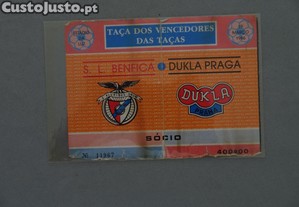 CustoJusto.pt
TAÇA DOS VENCEDORES
DAS TAÇAS
S. L. BENFICA DUKLA PRAGA
DUKLA
SÓCIO